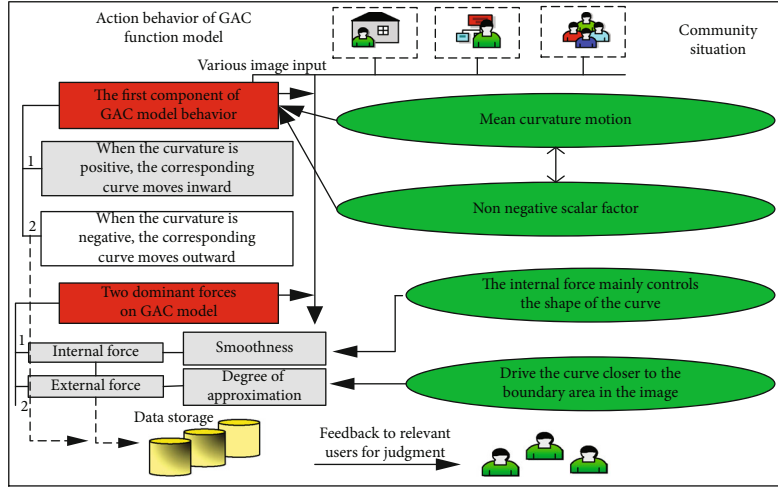 Action behavior of GAC
function model
Community
situation
Various image input
The first component of
GAC model behavior
Mean curvature motion
1
When the curvature is
positive, the corresponding
curve moves inward
Non negative scalar factor
2
When the curvature is
negative, the corresponding
curve moves outward
Two dominant forces
on GAC model
The internal force mainly controls
the shape of the curve
1
Internal force
Smoothness
External force
Degree of
approximation
Drive the curve closer to the
boundary area in the image
2
Data storage
Feedback to relevant
users for judgment